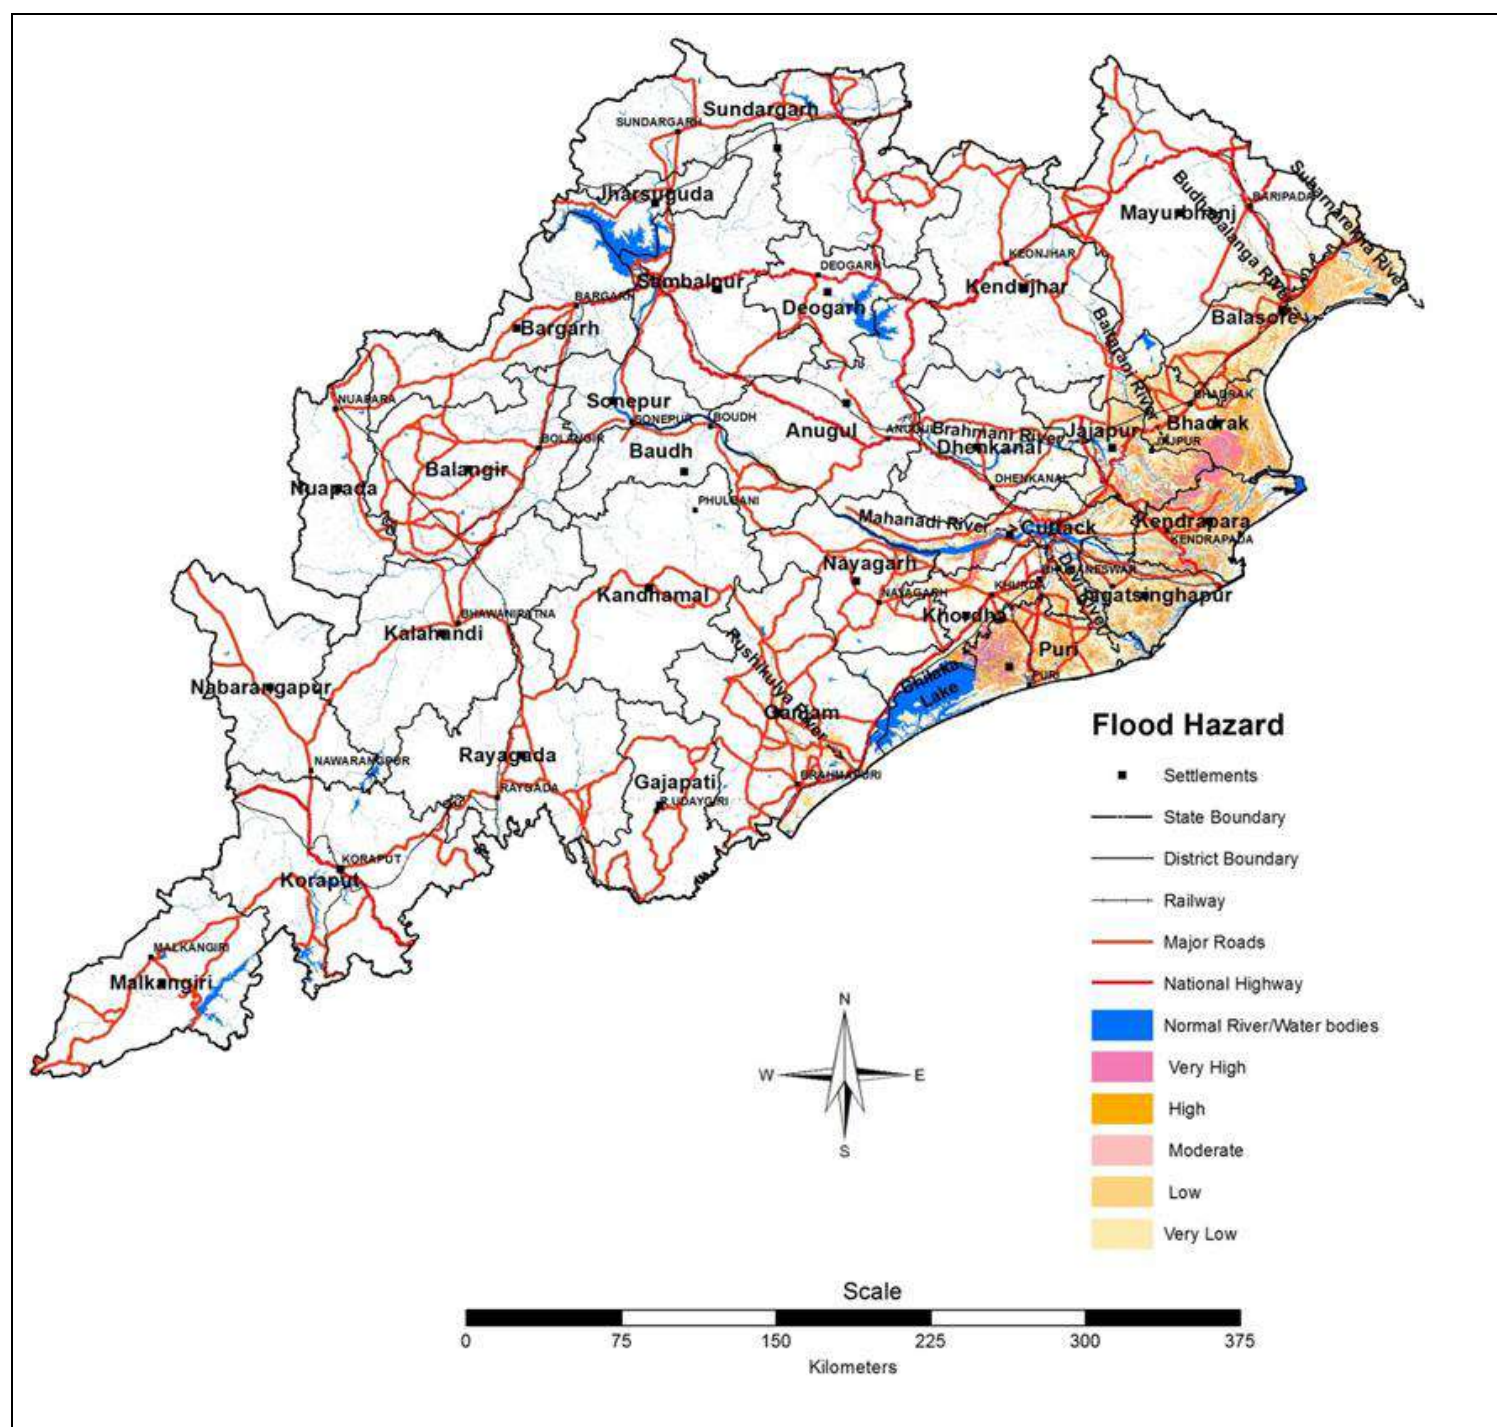 Sundargarh
SUNDARGARH
Jharsuguda
Subarnarekha River
Budhabalanga River
Mayurbhanj
BARIPADA
KEONJHAR
DEOGARH
Sambalpur
Kendujhar
Deogarh
BARGARH
Bargarh
Balasore
Baitarani River
NUAPARA
Sonepur
SONEPUR
BOUDH
BHADRAK
Bhadrak
Anugul
ANUGUL
Brahmani River
Jajapur
JAJPUR
Dhenkanal
BOLANGIR
Baudh
Balangir
Nuapada
DHENKANAL
PHULBANI
Mahanadi River
Cuttack
Kendrapara
KENDRAPADA
Nayagarh
BHUBANESWAR
Devi River
NAYAGARH
KHURDA
Jagatsinghapur
Kandhamal
Khordha
BHAWANIPATNA
Kalahandi
Rushikulya River
Puri
PURI
Nabarangapur
Chilaka
Lake
Ganjam
Rayagada
NAWARANGPUR
BRAHMAPURI
Gajapati
R.UDAYGIRI
RAYGADA
KORAPUT
Koraput
MALKANGIRI
Malkangiri
Flood Hazard
Settlements
State Boundary
District Boundary
Railway
Major Roads
National Highway
Normal River/Water bodies
Very High
High
Moderate
Low
Very Low
N
W
E
S
Scale
0 75 150 225 300 375
Kilometers